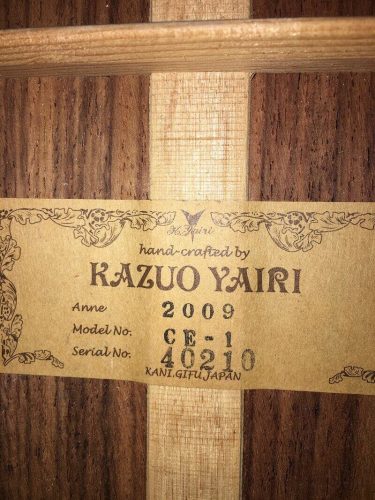 K.Yairi
hand-crafted by
KAZUO YAIRI
Anne 2009
Model No. CE-1
Serial No. 40210
KANI.GIFU.JAPAN